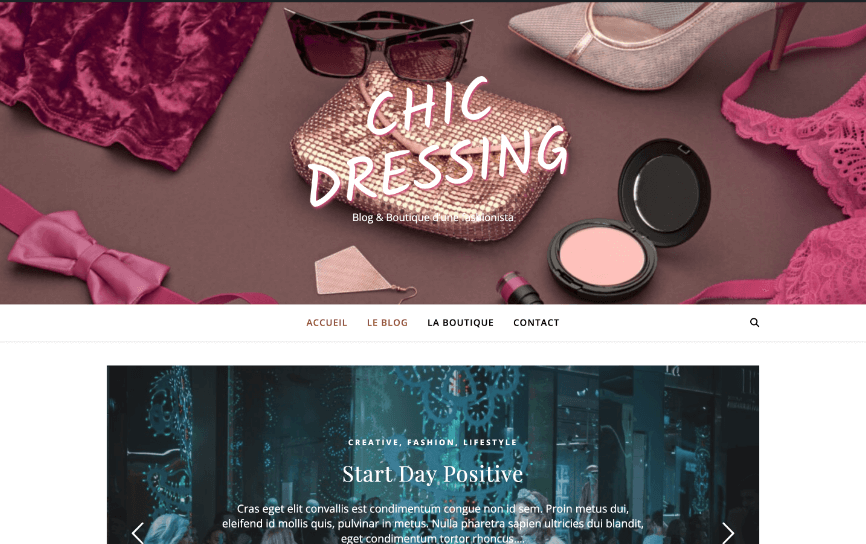 CHIC
DRESSING
Blog & Boutique d'une fashionista
ACCUEIL LE BLOG LA BOUTIQUE CONTACT
CREATIVE, FASHION, LIFESTYLE
Start Day Positive
Cras eget elit convallis est condimentum congue non id sem. Proin metus dui,
eleifend id mollis quis, pulvinar in metus. Nulla pharetra sapien ultricies dui blandit,
eget condimentum tortor rhoncus....